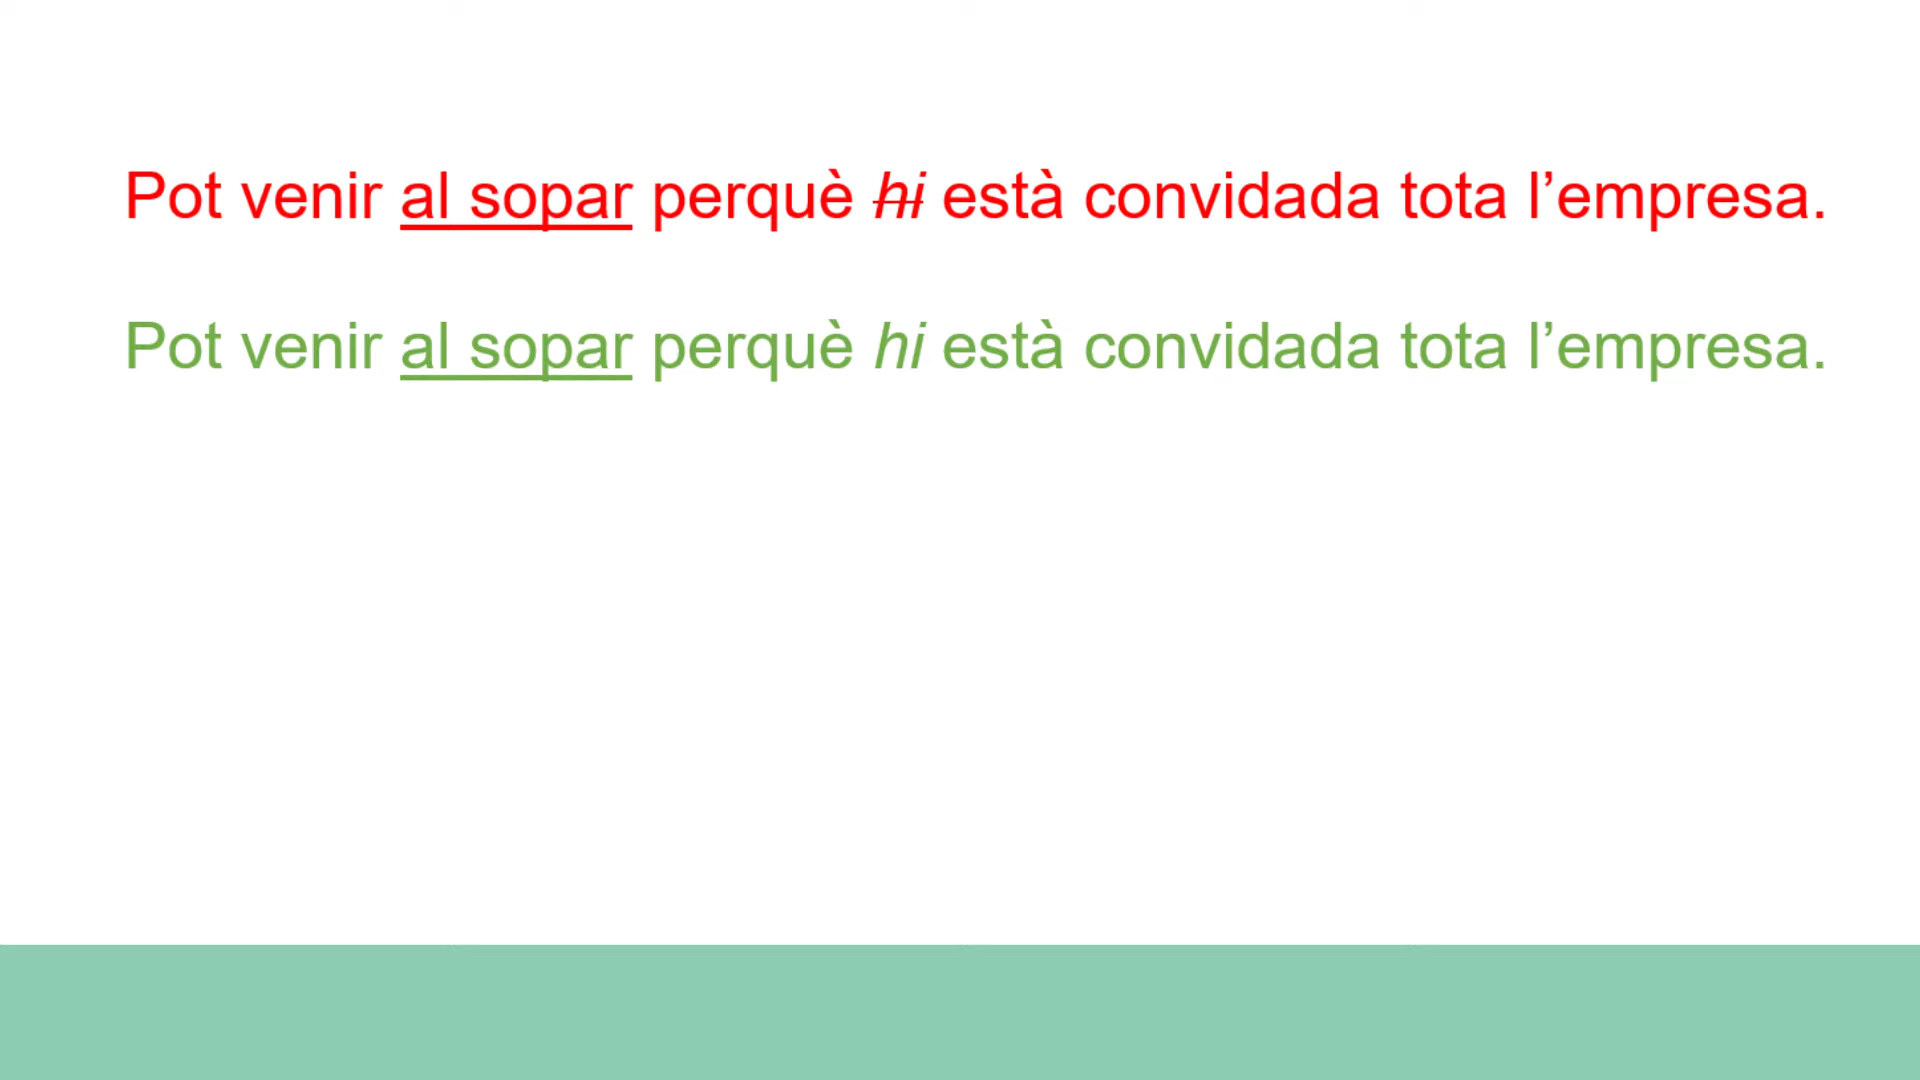 Pot venir al sopar perquè hi està convidada tota l’empresa.
Pot venir al sopar perquè hi està convidada tota l’empresa.